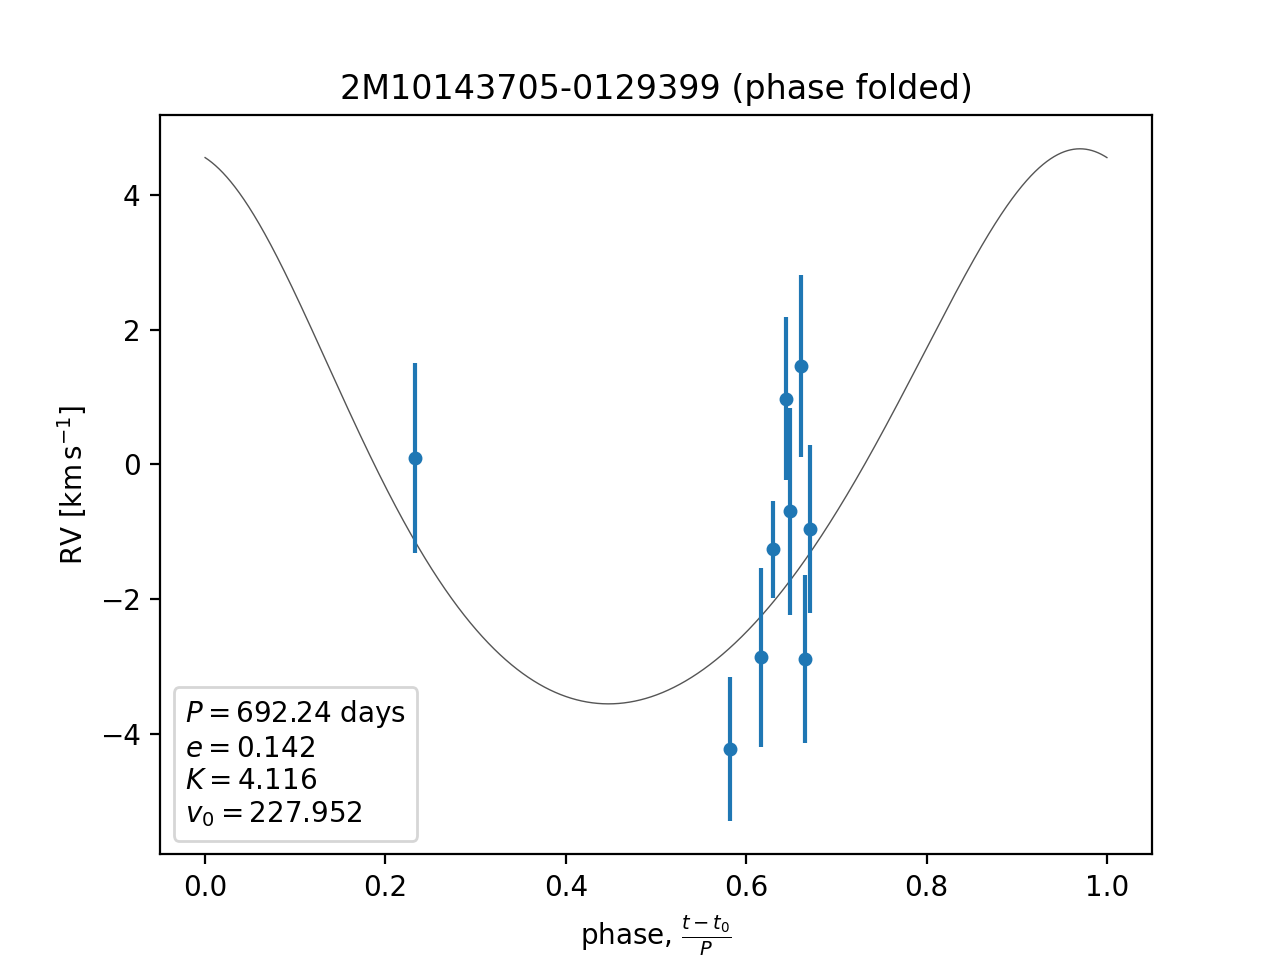 2M10143705-0129399 (phase folded)
RV [km s⁻¹]
4
2
0
−2
−4
P = 692.24 days
e = 0.142
K = 4.116
v₀ = 227.952
0.0 0.2 0.4 0.6 0.8 1.0
phase, (t − t₀)/P